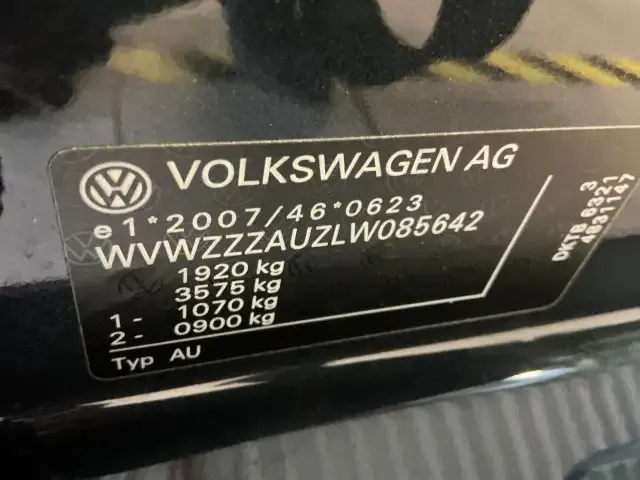 VOLKSWAGEN AG
e1*2007/46*0623
WVWZZZAUZLW085642
1920 kg
3575 kg
1- 1070 kg
2- 0900 kg
Typ AU
3
DKTB 6321
4831147